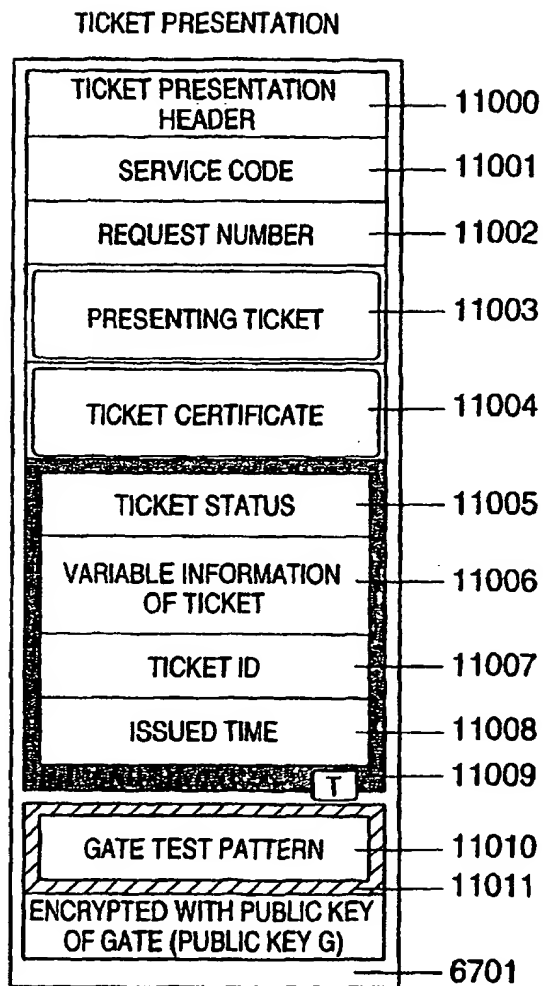 TICKET PRESENTATION
TICKET PRESENTATION
HEADER
11000
SERVICE CODE
11001
REQUEST NUMBER
11002
PRESENTING TICKET
11003
TICKET CERTIFICATE
11004
TICKET STATUS
11005
VARIABLE INFORMATION
OF TICKET
11006
TICKET ID
11007
ISSUED TIME
11008
T
11009
GATE TEST PATTERN
11010
11011
ENCRYPTED WITH PUBLIC KEY
OF GATE (PUBLIC KEY G)
6701